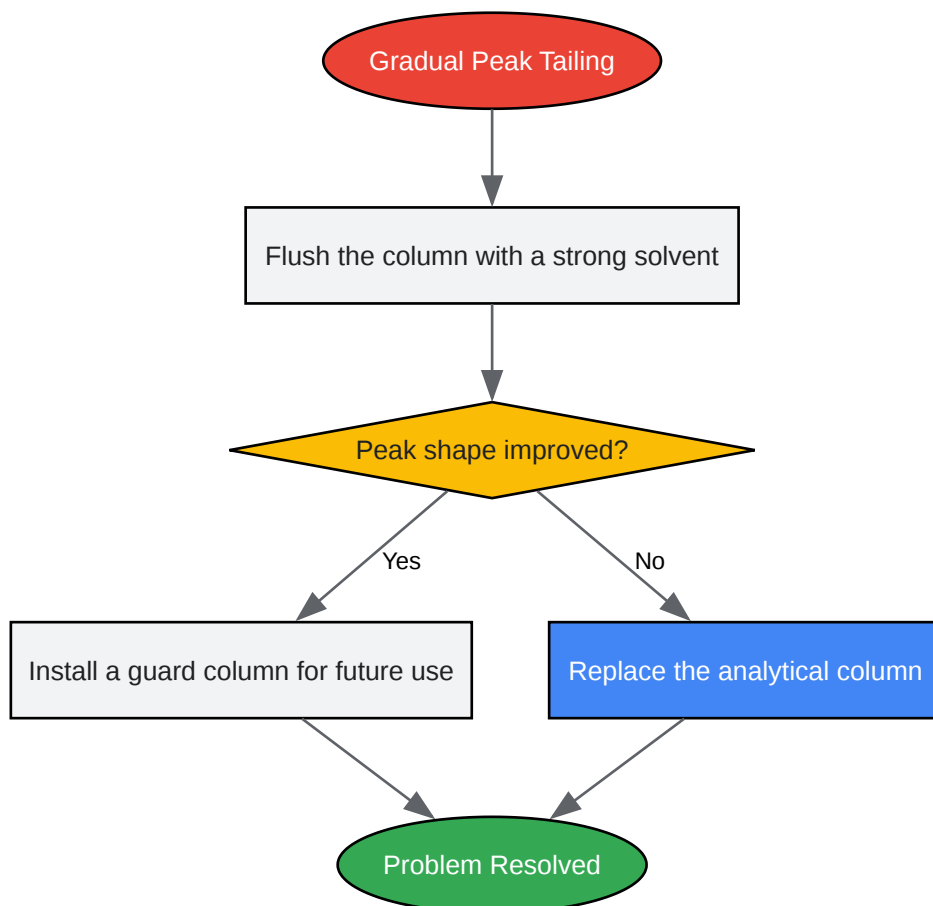 Gradual Peak Tailing
Flush the column with a strong solvent
Peak shape improved?
Yes
No
Install a guard column for future use
Replace the analytical column
Problem Resolved